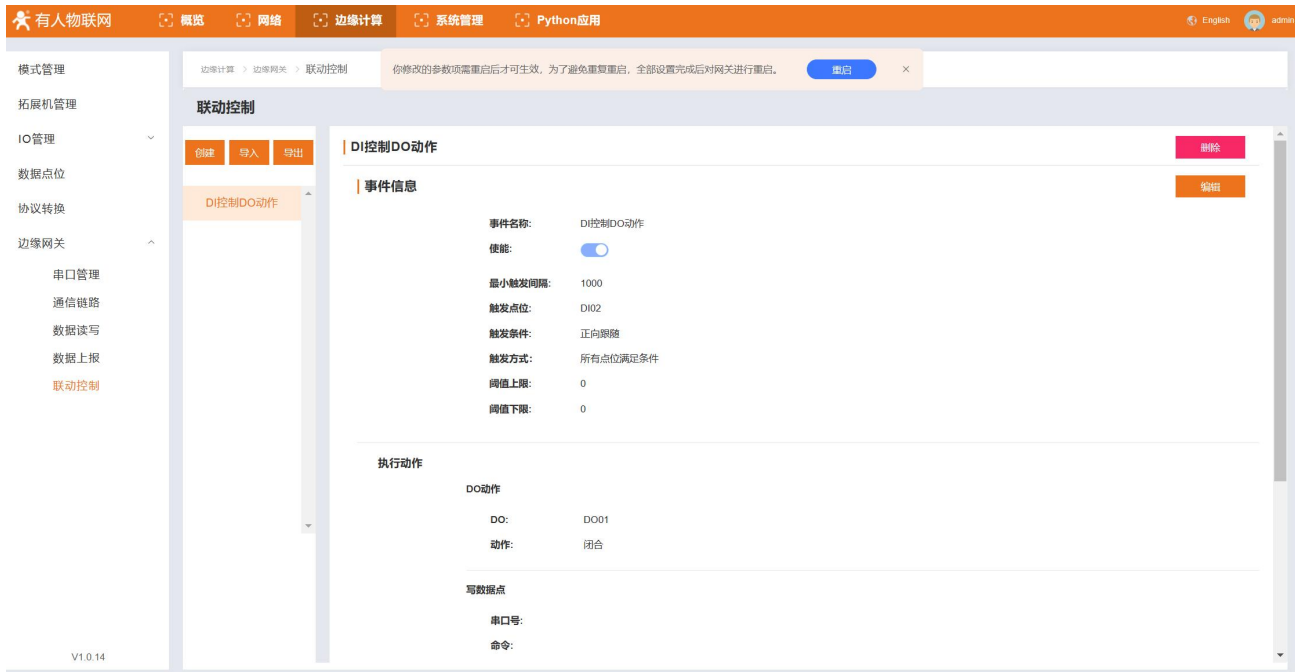 有人物联网
概览
网络
边缘计算
系统管理
Python应用
English
admin
模式管理
拓展机管理
IO管理
数据点位
协议转换
边缘网关
串口管理
通信链路
数据读写
数据上报
联动控制
V1.0.14
边缘计算 > 边缘网关 > 联动控制
你修改的参数项需重启后才可生效，为了避免重复重启，全部设置完成后对网关进行重启。
重启
×
联动控制
创建
导入
导出
DI控制DO动作
DI控制DO动作
删除
事件信息
编辑
事件名称: DI控制DO动作
使能:
最小触发间隔: 1000
触发点位: DI02
触发条件: 正向跟随
触发方式: 所有点位满足条件
阈值上限: 0
阈值下限: 0
执行动作
DO动作
DO: DO01
动作: 闭合
写数据点
串口号:
命令: